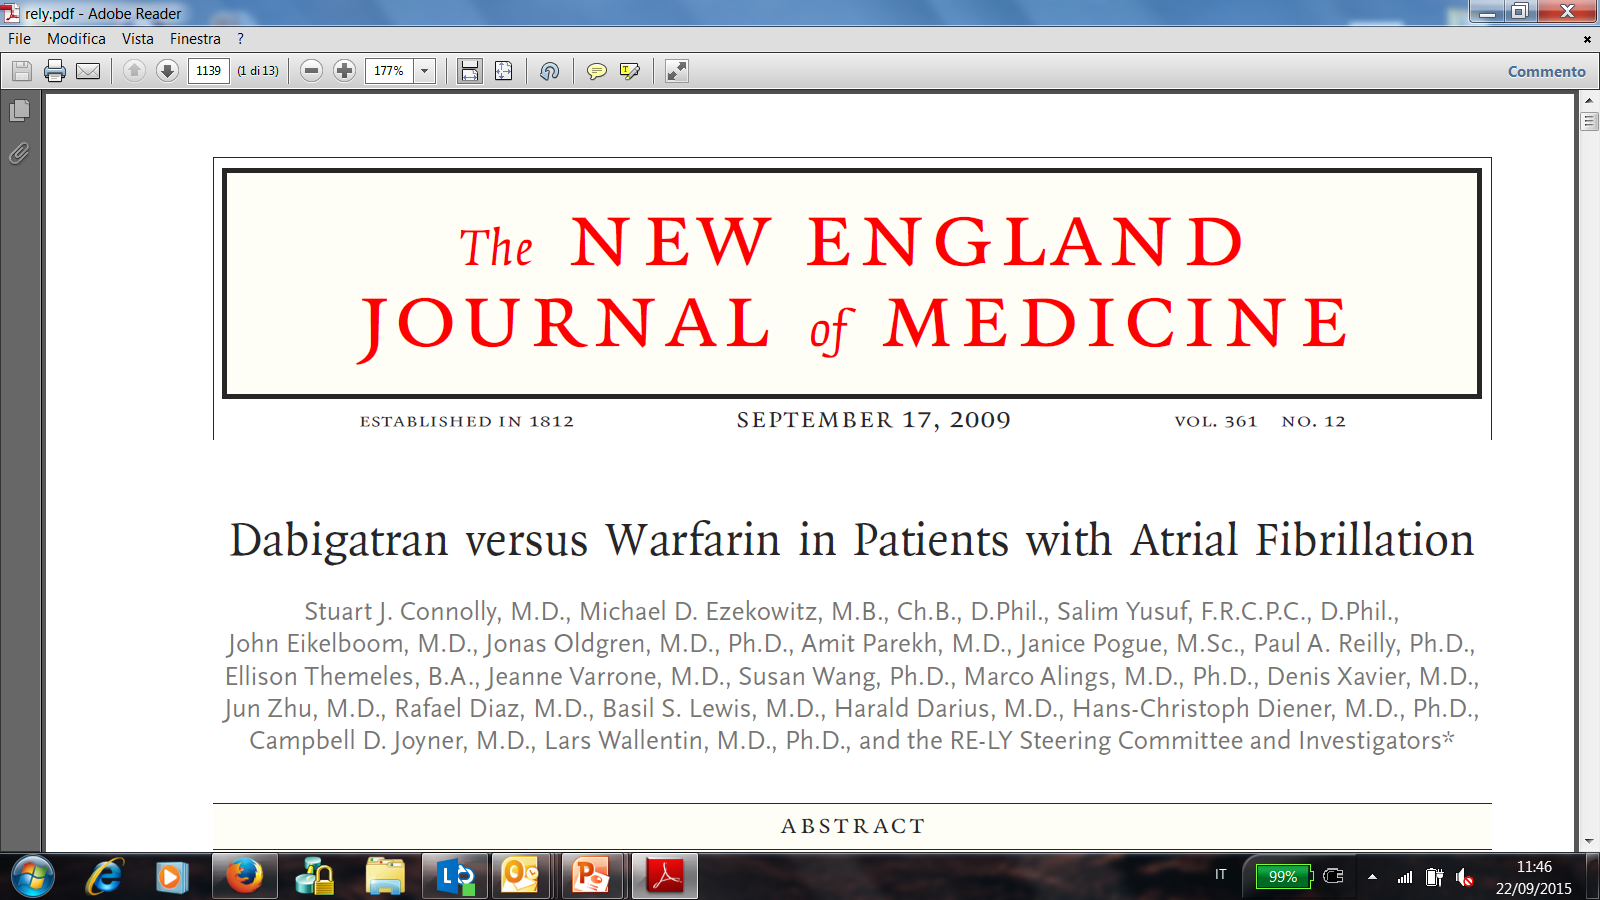 rely.pdf - Adobe Reader
File Modifica Vista Finestra ?
1139 (1 di 13) 177% Commento
The NEW ENGLAND
JOURNAL of MEDICINE
ESTABLISHED IN 1812 SEPTEMBER 17, 2009 VOL. 361 NO. 12
Dabigatran versus Warfarin in Patients with Atrial Fibrillation
Stuart J. Connolly, M.D., Michael D. Ezekowitz, M.B., Ch.B., D.Phil., Salim Yusuf, F.R.C.P.C., D.Phil.,
John Eikelboom, M.D., Jonas Oldgren, M.D., Ph.D., Amit Parekh, M.D., Janice Pogue, M.Sc., Paul A. Reilly, Ph.D.,
Ellison Themeles, B.A., Jeanne Varrone, M.D., Susan Wang, Ph.D., Marco Alings, M.D., Ph.D., Denis Xavier, M.D.,
Jun Zhu, M.D., Rafael Diaz, M.D., Basil S. Lewis, M.D., Harald Darius, M.D., Hans-Christoph Diener, M.D., Ph.D.,
Campbell D. Joyner, M.D., Lars Wallentin, M.D., Ph.D., and the RE-LY Steering Committee and Investigators*
ABSTRACT
IT 99% 11:46
22/09/2015